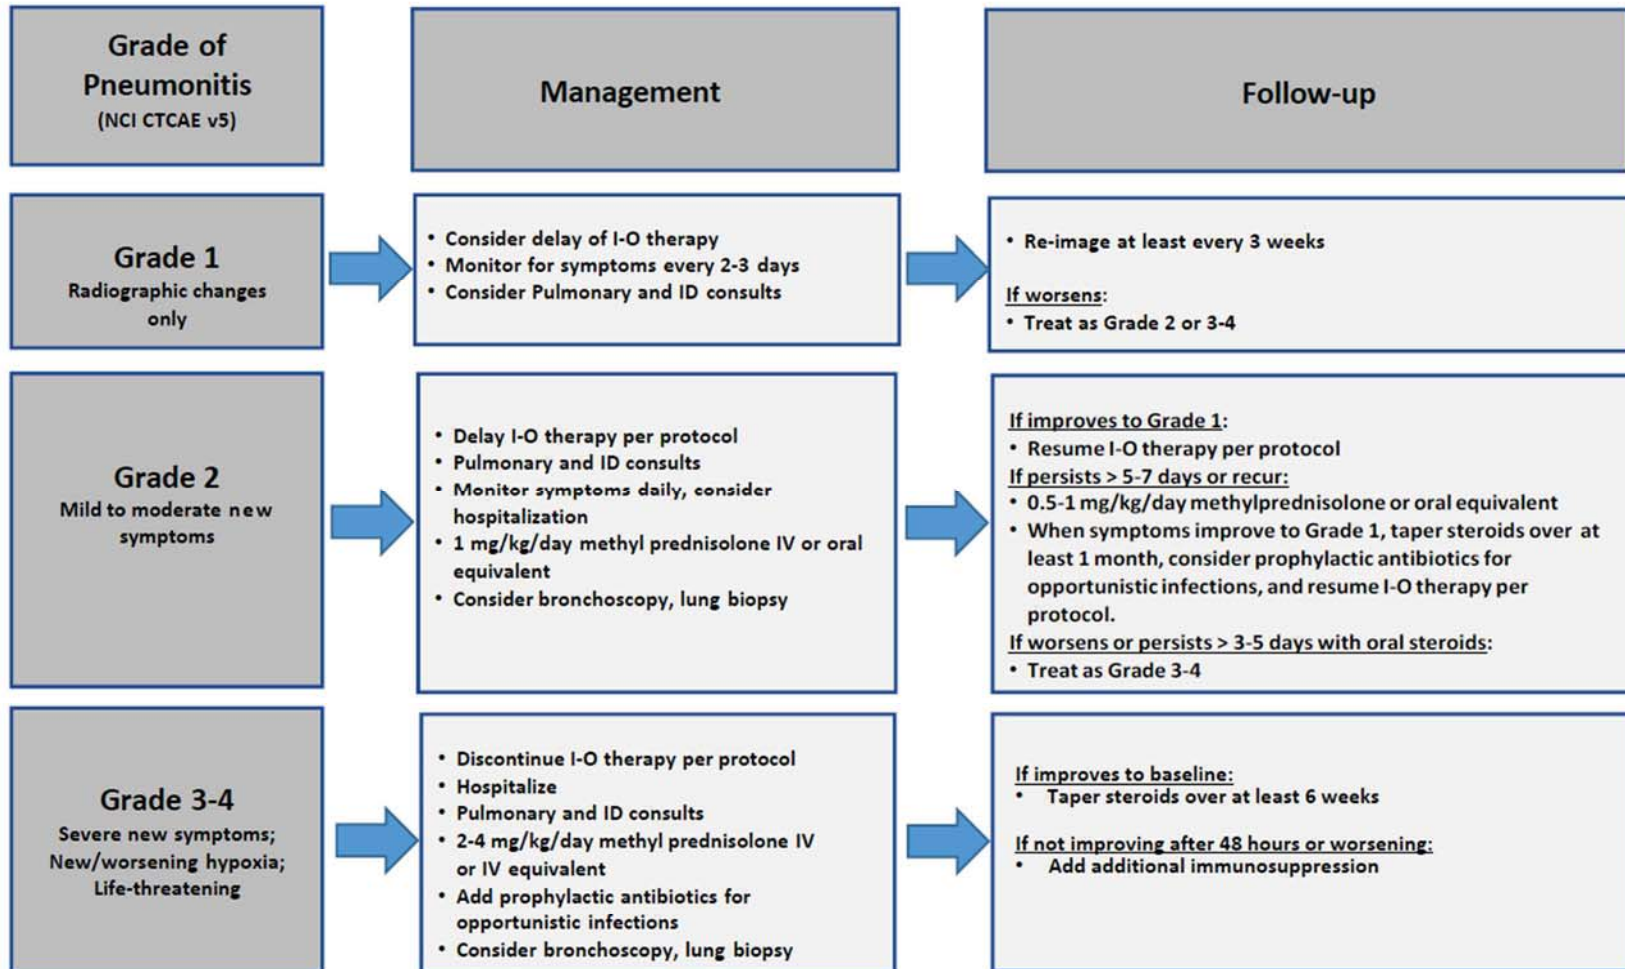 Grade of
Pneumonitis
(NCI CTCAE v5)
Management
Follow-up
Grade 1
Radiographic changes
only
• Consider delay of I-O therapy
• Monitor for symptoms every 2-3 days
• Consider Pulmonary and ID consults
• Re-image at least every 3 weeks
If worsens:
• Treat as Grade 2 or 3-4
Grade 2
Mild to moderate new
symptoms
• Delay I-O therapy per protocol
• Pulmonary and ID consults
• Monitor symptoms daily, consider
hospitalization
• 1 mg/kg/day methyl prednisolone IV or oral
equivalent
• Consider bronchoscopy, lung biopsy
If improves to Grade 1:
• Resume I-O therapy per protocol
If persists > 5-7 days or recur:
• 0.5-1 mg/kg/day methylprednisolone or oral equivalent
• When symptoms improve to Grade 1, taper steroids over at
least 1 month, consider prophylactic antibiotics for
opportunistic infections, and resume I-O therapy per
protocol.
If worsens or persists > 3-5 days with oral steroids:
• Treat as Grade 3-4
Grade 3-4
Severe new symptoms;
New/worsening hypoxia;
Life-threatening
• Discontinue I-O therapy per protocol
• Hospitalize
• Pulmonary and ID consults
• 2-4 mg/kg/day methyl prednisolone IV
or IV equivalent
• Add prophylactic antibiotics for
opportunistic infections
• Consider bronchoscopy, lung biopsy
If improves to baseline:
• Taper steroids over at least 6 weeks
If not improving after 48 hours or worsening:
• Add additional immunosuppression